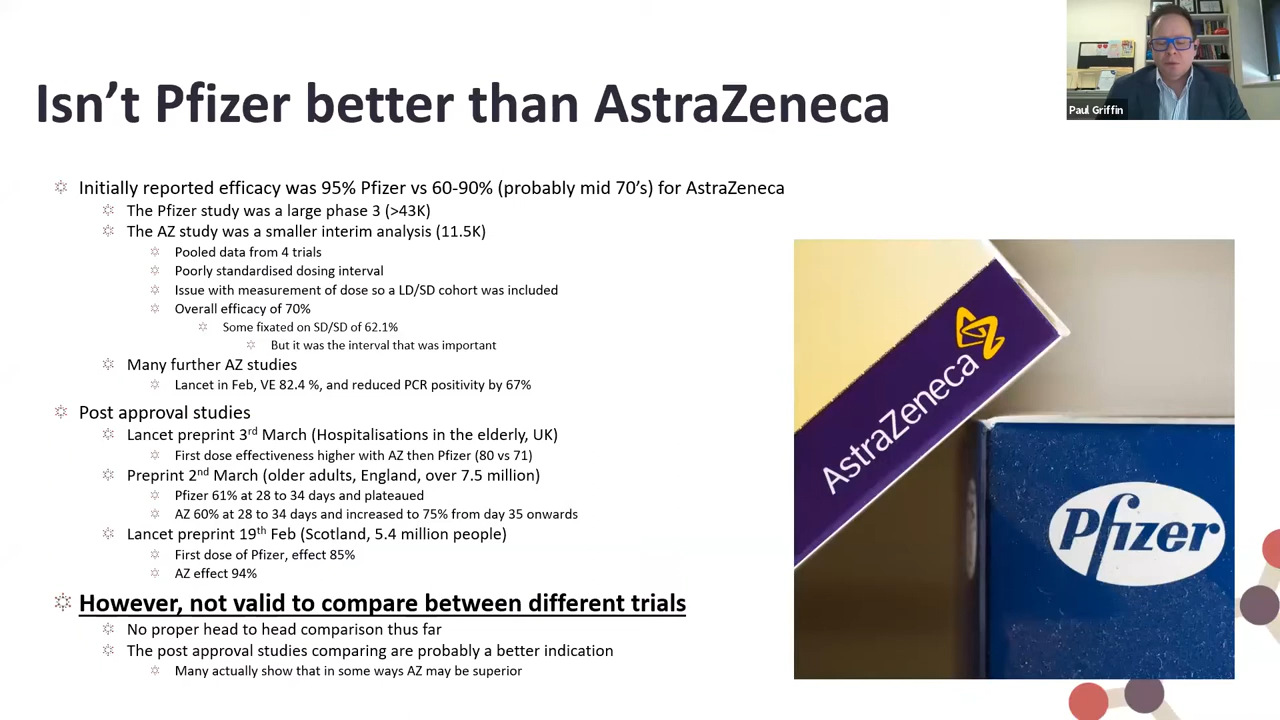 Isn't Pfizer better than AstraZeneca
Paul Griffin
Initially reported efficacy was 95% Pfizer vs 60-90% (probably mid 70's) for AstraZeneca
The Pfizer study was a large phase 3 (>43K)
The AZ study was a smaller interim analysis (11.5K)
Pooled data from 4 trials
Poorly standardised dosing interval
Issue with measurement of dose so a LD/SD cohort was included
Overall efficacy of 70%
Some fixated on SD/SD of 62.1%
But it was the interval that was important
Many further AZ studies
Lancet in Feb, VE 82.4 %, and reduced PCR positivity by 67%
Post approval studies
Lancet preprint 3rd March (Hospitalisations in the elderly, UK)
First dose effectiveness higher with AZ then Pfizer (80 vs 71)
Preprint 2nd March (older adults, England, over 7.5 million)
Pfizer 61% at 28 to 34 days and plateaued
AZ 60% at 28 to 34 days and increased to 75% from day 35 onwards
Lancet preprint 19th Feb (Scotland, 5.4 million people)
First dose of Pfizer, effect 85%
AZ effect 94%
However, not valid to compare between different trials
No proper head to head comparison thus far
The post approval studies comparing are probably a better indication
Many actually show that in some ways AZ may be superior
AstraZeneca
Pfizer